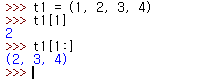 >>> t1 = (1, 2, 3, 4)
>>> t1[1]
2
>>> t1[1:]
(2, 3, 4)
>>>